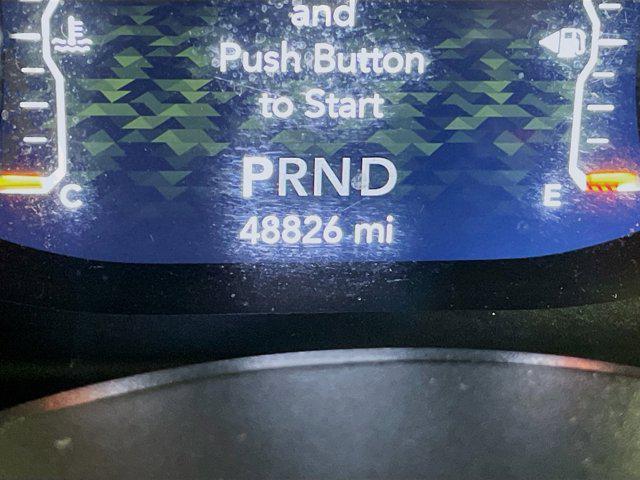 and
Push Button
to Start
PRND
48826 mi
C
E